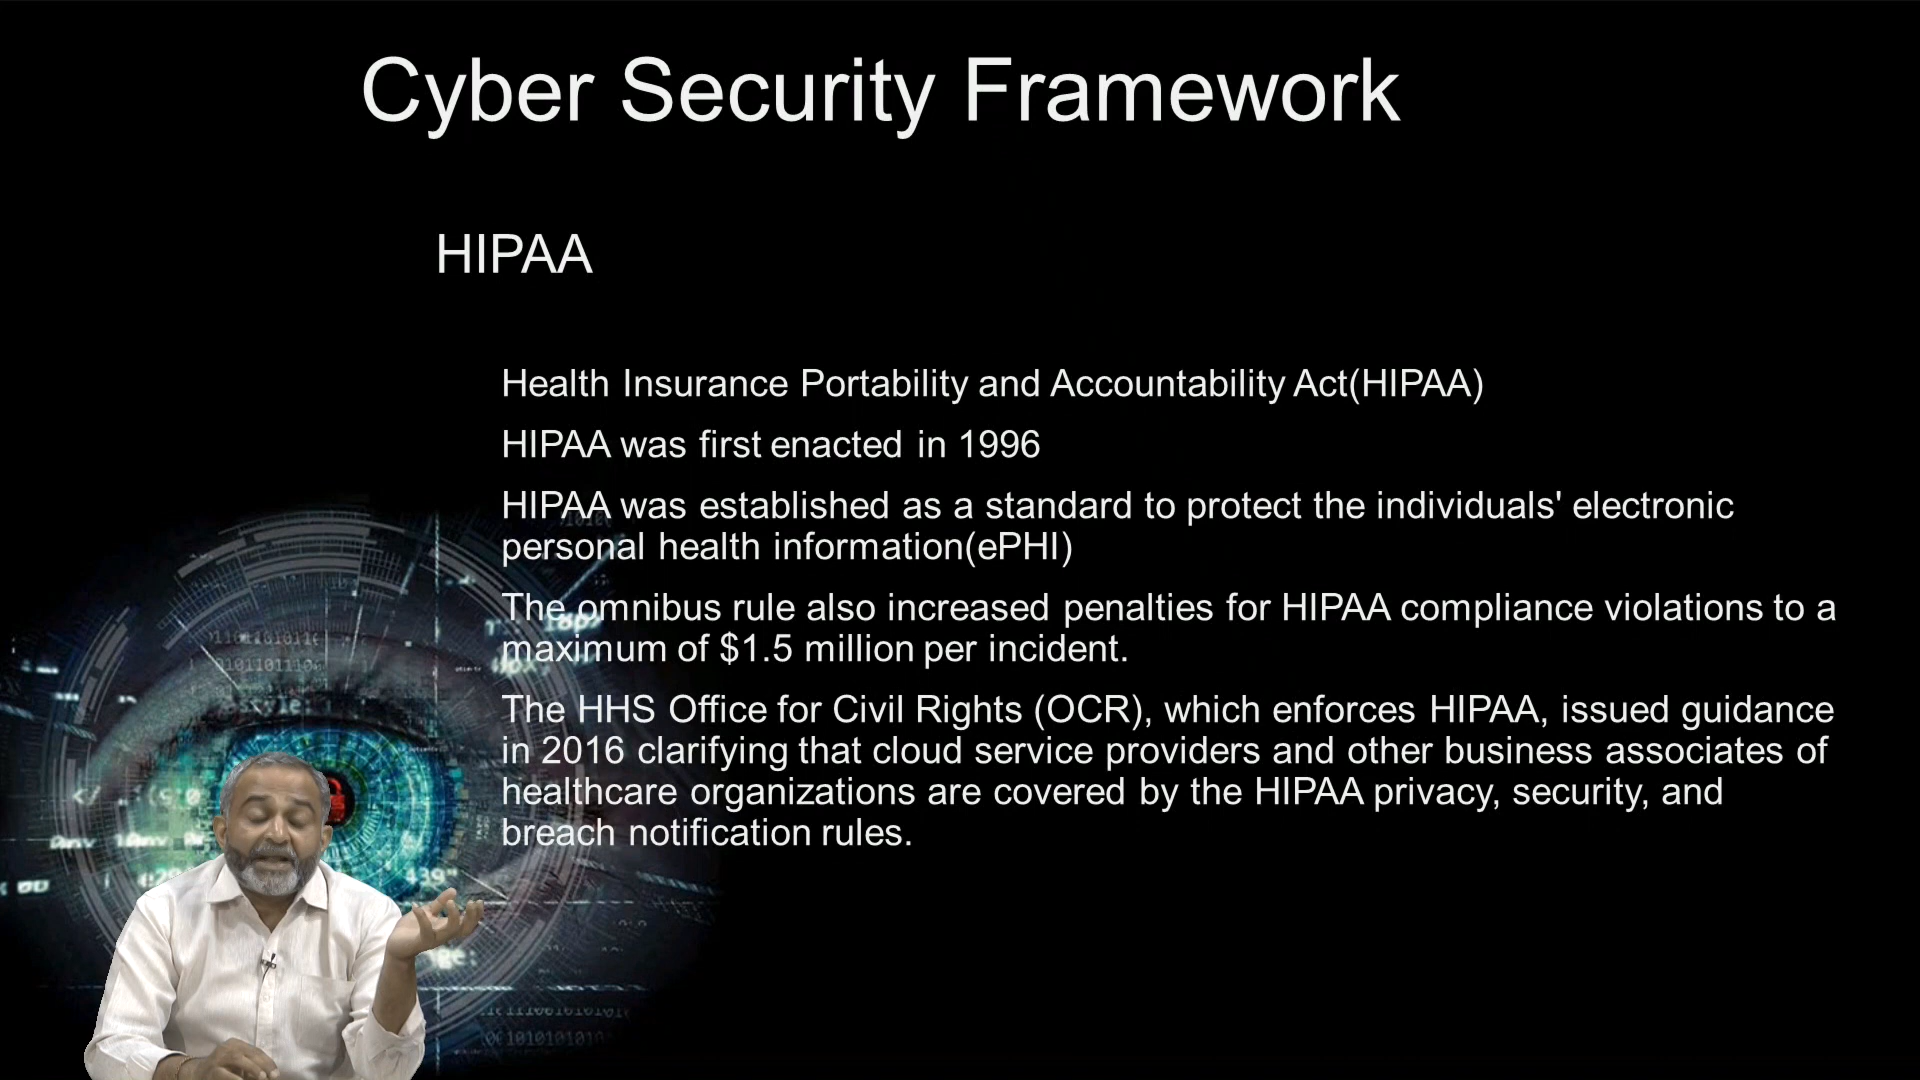 Cyber Security Framework
HIPAA
Health Insurance Portability and Accountability Act(HIPAA)
HIPAA was first enacted in 1996
HIPAA was established as a standard to protect the individuals' electronic
personal health information(ePHI)
The omnibus rule also increased penalties for HIPAA compliance violations to a
maximum of $1.5 million per incident.
The HHS Office for Civil Rights (OCR), which enforces HIPAA, issued guidance
in 2016 clarifying that cloud service providers and other business associates of
healthcare organizations are covered by the HIPAA privacy, security, and
breach notification rules.